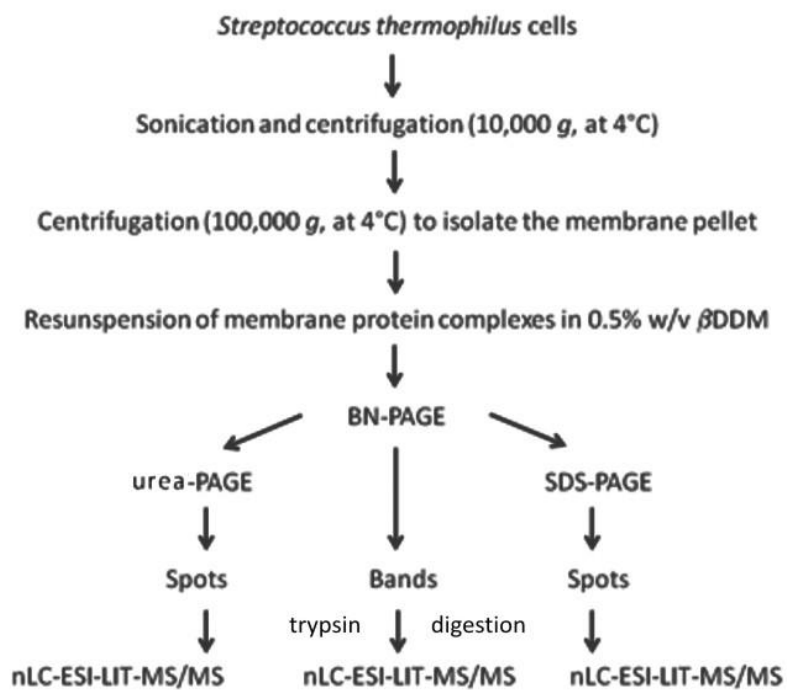 Streptococcus thermophilus cells
Sonication and centrifugation (10,000 g, at 4°C)
Centrifugation (100,000 g, at 4°C) to isolate the membrane pellet
Resunspension of membrane protein complexes in 0.5% w/v βDDM
BN-PAGE
urea-PAGE SDS-PAGE
Spots Bands Spots
trypsin digestion
nLC-ESI-LIT-MS/MS nLC-ESI-LIT-MS/MS nLC-ESI-LIT-MS/MS